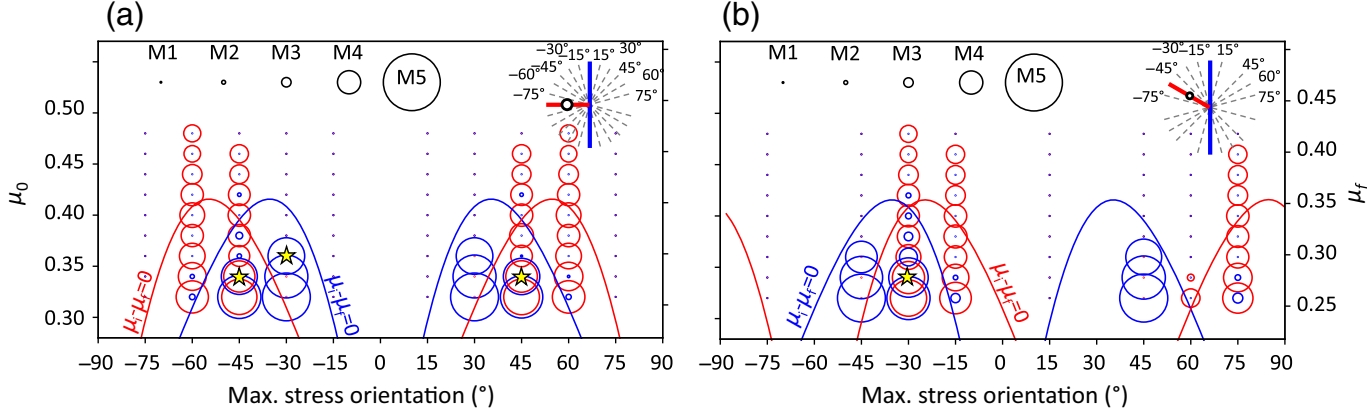 (a)
M1 M2 M3 M4 M5
−75° −60° −45° −30° −15° 15° 30° 45° 60° 75°
0.50
0.45
0.40
0.35
0.30
μ0
μi-μf=0
μi-μf=0
−90 −75 −60 −45 −30 −15 0 15 30 45 60 75 90
Max. stress orientation (°)
(b)
M1 M2 M3 M4 M5
−75° −45° −30° −15° 15° 45° 60° 75°
μi-μf=0
μi-μf=0
−90 −75 −60 −45 −30 −15 0 15 30 45 60 75 90
Max. stress orientation (°)
0.45
0.40
0.35
0.30
0.25
μf